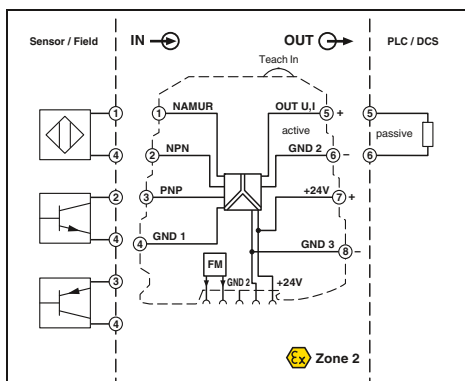 Sensor / Field
IN
OUT
PLC / DCS
Teach In
1
4
2
4
3
4
1
NAMUR
2
NPN
3
PNP
4
GND 1
OUT U,I
5
+
active
GND 2
6
–
+24V
7
+
GND 3
8
–
5
passive
6
FM
GND 2
+24V
Ex
Zone 2